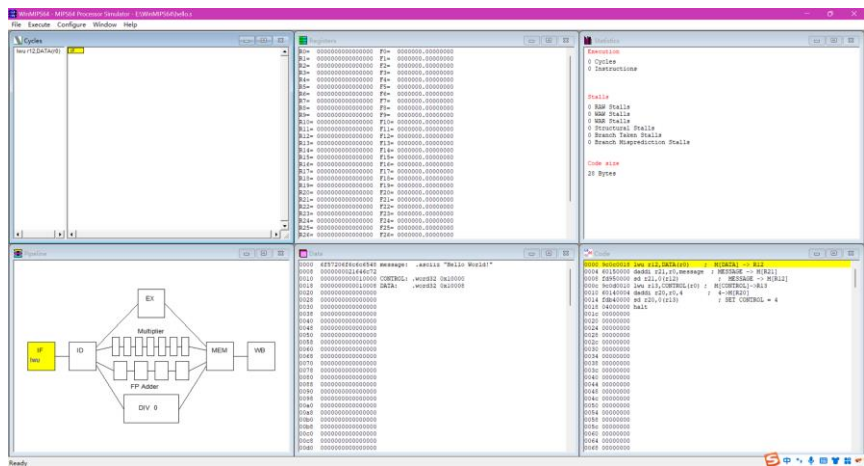 WinMIPS64 - MIPS64 Processor Simulator - E:\WinMIPS64\hello.s
File Execute Configure Window Help
Cycles
lwu r12,DATA(r0)
IF
Registers
R0= 0000000000000000 F0= 0000000.00000000
R1= 0000000000000000 F1= 0000000.00000000
R2= 0000000000000000 F2= 0000000.00000000
R3= 0000000000000000 F3= 0000000.00000000
R4= 0000000000000000 F4= 0000000.00000000
R5= 0000000000000000 F5= 0000000.00000000
R6= 0000000000000000 F6= 0000000.00000000
R7= 0000000000000000 F7= 0000000.00000000
R8= 0000000000000000 F8= 0000000.00000000
R9= 0000000000000000 F9= 0000000.00000000
R10= 0000000000000000 F10= 0000000.00000000
R11= 0000000000000000 F11= 0000000.00000000
R12= 0000000000000000 F12= 0000000.00000000
R13= 0000000000000000 F13= 0000000.00000000
R14= 0000000000000000 F14= 0000000.00000000
R15= 0000000000000000 F15= 0000000.00000000
R16= 0000000000000000 F16= 0000000.00000000
R17= 0000000000000000 F17= 0000000.00000000
R18= 0000000000000000 F18= 0000000.00000000
R19= 0000000000000000 F19= 0000000.00000000
R20= 0000000000000000 F20= 0000000.00000000
R21= 0000000000000000 F21= 0000000.00000000
R22= 0000000000000000 F22= 0000000.00000000
R23= 0000000000000000 F23= 0000000.00000000
R24= 0000000000000000 F24= 0000000.00000000
R25= 0000000000000000 F25= 0000000.00000000
R26= 0000000000000000 F26= 0000000.00000000
Statistics
Execution
0 Cycles
0 Instructions
Stalls
0 RAW Stalls
0 WAW Stalls
0 WAR Stalls
0 Structural Stalls
0 Branch Taken Stalls
0 Branch Misprediction Stalls
Code size
28 Bytes
Pipeline
IF
lwu
ID
EX
Multiplier
FP Adder
DIV 0
MEM
WB
Data
0000 6f57206f6c6c6548 message: .asciiz "Hello World!"
0008 0000000021646c72
0010 0000000000010000 CONTROL: .word32 0x10000
0018 0000000000010008 DATA: .word32 0x10008
0020 0000000000000000
0028 0000000000000000
0030 0000000000000000
0038 0000000000000000
0040 0000000000000000
0048 0000000000000000
0050 0000000000000000
0058 0000000000000000
0060 0000000000000000
0068 0000000000000000
0070 0000000000000000
0078 0000000000000000
0080 0000000000000000
0088 0000000000000000
0090 0000000000000000
0098 0000000000000000
00a0 0000000000000000
00a8 0000000000000000
00b0 0000000000000000
00b8 0000000000000000
00c0 0000000000000000
00c8 0000000000000000
00d0 0000000000000000
Code
0000 9c0c0018 lwu r12,DATA(r0) ; M[DATA] -> R12
0004 60150000 daddi r21,r0,message ; MESSAGE -> M[R21]
0008 fd950000 sd r21,0(r12) ; MESSAGE -> M[R12]
000c 9c0d0010 lwu r13,CONTROL(r0) ; M[CONTROL]->R13
0010 60140004 daddi r20,r0,4 ; 4->M[R20]
0014 fdb40000 sd r20,0(r13) ; SET CONTROL = 4
0018 04000000 halt
001c 00000000
0020 00000000
0024 00000000
0028 00000000
002c 00000000
0030 00000000
0034 00000000
0038 00000000
003c 00000000
0040 00000000
0044 00000000
0048 00000000
004c 00000000
0050 00000000
0054 00000000
0058 00000000
005c 00000000
0060 00000000
0064 00000000
0068 00000000
Ready
中